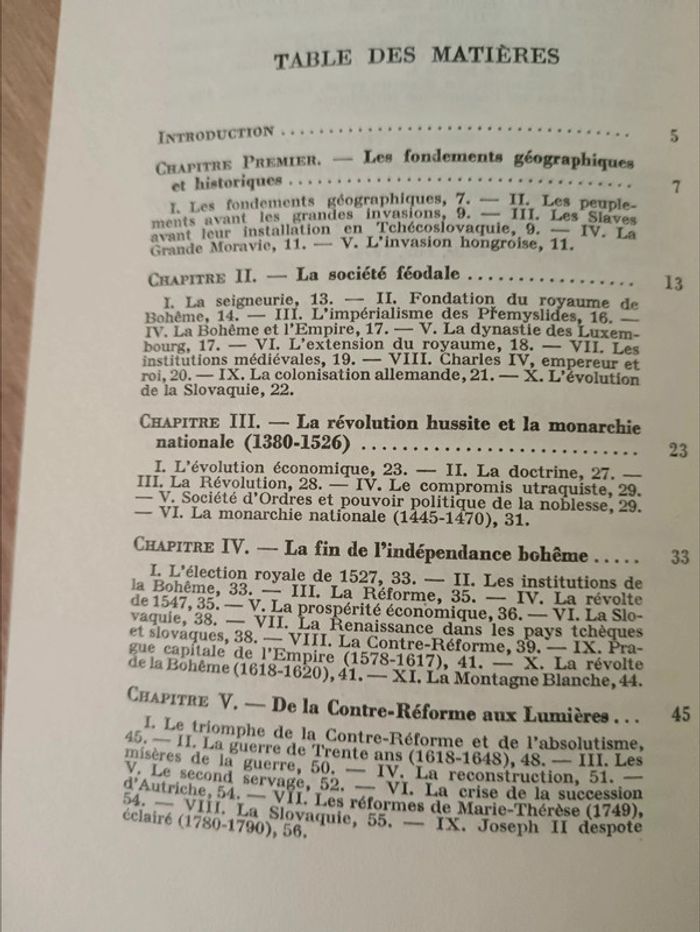 TABLE DES MATIÈRES
INTRODUCTION .................................... 5
CHAPITRE PREMIER. — Les fondements géographiques
et historiques .................................... 7
I. Les fondements géographiques, 7. — II. Les peuple-
ments avant les grandes invasions, 9. — III. Les Slaves
avant leur installation en Tchécoslovaquie, 9. — IV. La
Grande Moravie, 11. — V. L'invasion hongroise, 11.
CHAPITRE II. — La société féodale ................. 13
I. La seigneurie, 13. — II. Fondation du royaume de
Bohême, 14. — III. L'impérialisme des Přemyslides, 16. —
IV. La Bohême et l'Empire, 17. — V. La dynastie des Luxem-
bourg, 17. — VI. L'extension du royaume, 18. — VII. Les
institutions médiévales, 19. — VIII. Charles IV, empereur et
roi, 20. — IX. La colonisation allemande, 21. — X. L'évolution
de la Slovaquie, 22.
CHAPITRE III. — La révolution hussite et la monarchie
nationale (1380-1526) ............................ 23
I. L'évolution économique, 23. — II. La doctrine, 27. —
III. La Révolution, 28. — IV. Le compromis utraquiste, 29.
— V. Société d'Ordres et pouvoir politique de la noblesse, 29.
— VI. La monarchie nationale (1445-1470), 31.
CHAPITRE IV. — La fin de l'indépendance bohême ..... 33
I. L'élection royale de 1527, 33. — II. Les institutions de
la Bohême, 33. — III. La Réforme, 35. — IV. La révolte
de 1547, 35. — V. La prospérité économique, 36. — VI. La Slo-
vaquie, 38. — VII. La Renaissance dans les pays tchèques
et slovaques, 38. — VIII. La Contre-Réforme, 39. — IX. Pra-
gue capitale de l'Empire (1578-1617), 41. — X. La révolte
de la Bohême (1618-1620), 41. — XI. La Montagne Blanche, 44.
CHAPITRE V. — De la Contre-Réforme aux Lumières ... 45
I. Le triomphe de la Contre-Réforme et de l'absolutisme,
45. — II. La guerre de Trente ans (1618-1648), 48. — III. Les
misères de la guerre, 50. — IV. La reconstruction, 51. —
V. Le second servage, 52. — VI. La crise de la succession
d'Autriche, 54. — VII. Les réformes de Marie-Thérèse (1749),
54. — VIII. La Slovaquie, 55. — IX. Joseph II despote
éclairé (1780-1790), 56.